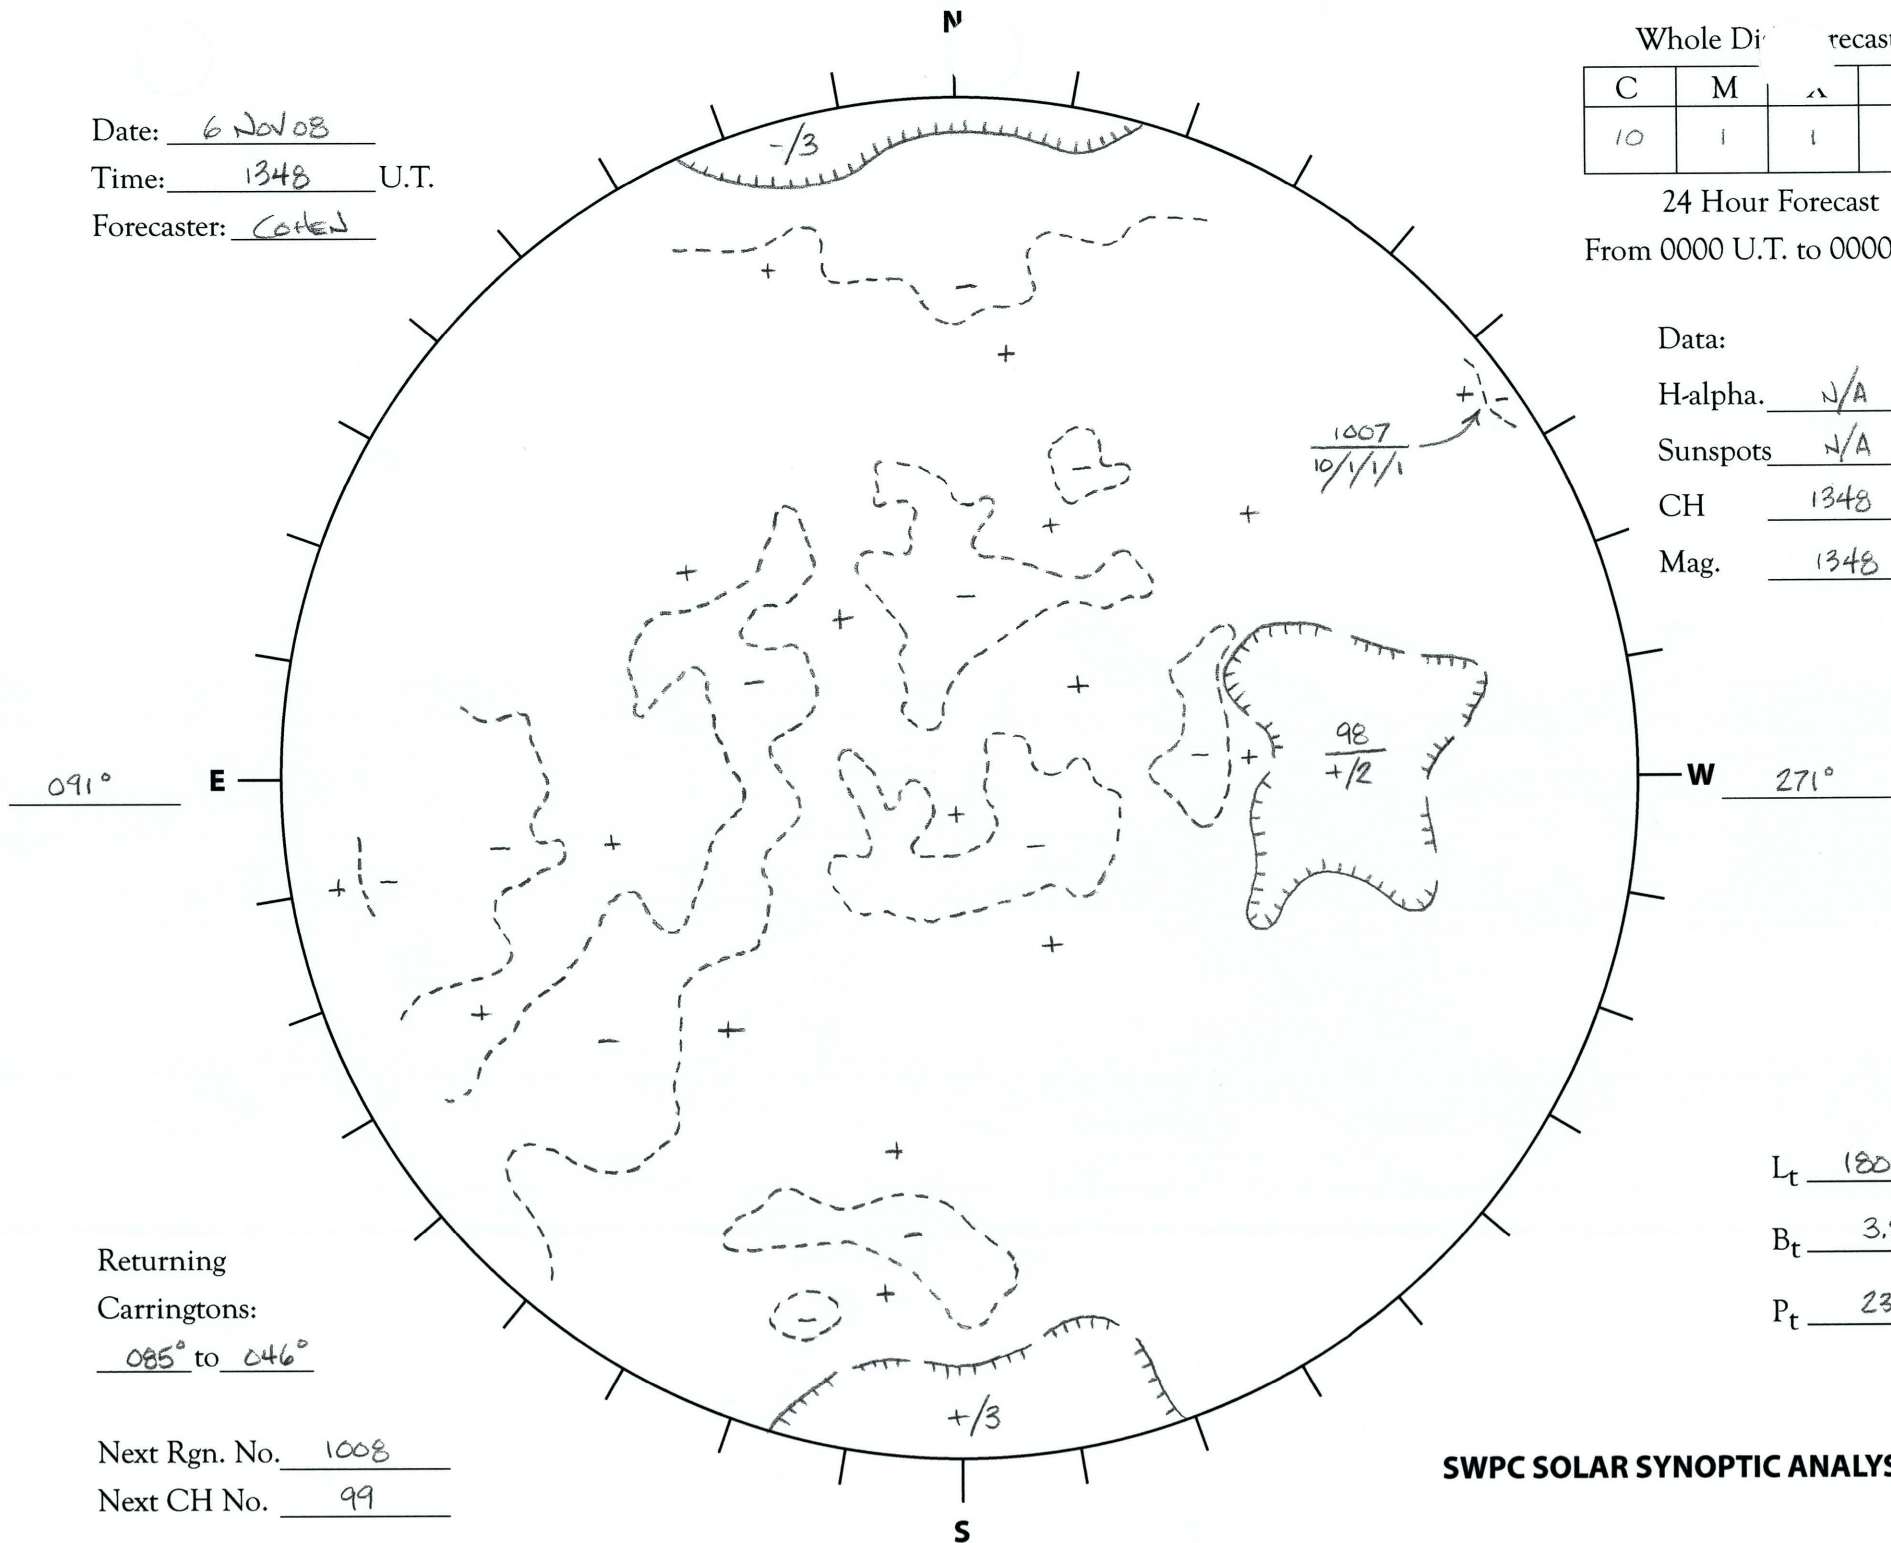 N
Whole Di recas
C M
10 1 1
24 Hour Forecast
From 0000 U.T. to 0000
Date: 6 Nov 08
Time: 1348 U.T.
Forecaster: COHEN
Data:
H-alpha. N/A
Sunspots N/A
CH 1348
Mag. 1348
-/3
+
-
+
+ -
1007
10/1/1/1
-
+
+
+
-
+
-
+
98
+/2
- +
091° E
W 271°
+
-
- +
+ -
+
+
-
+
+
-
+
-
+/3
Lt 180
Bt 3.
Pt 23
Returning
Carringtons:
085° to 046°
Next Rgn. No. 1008
Next CH No. 99
SWPC SOLAR SYNOPTIC ANALYS
S